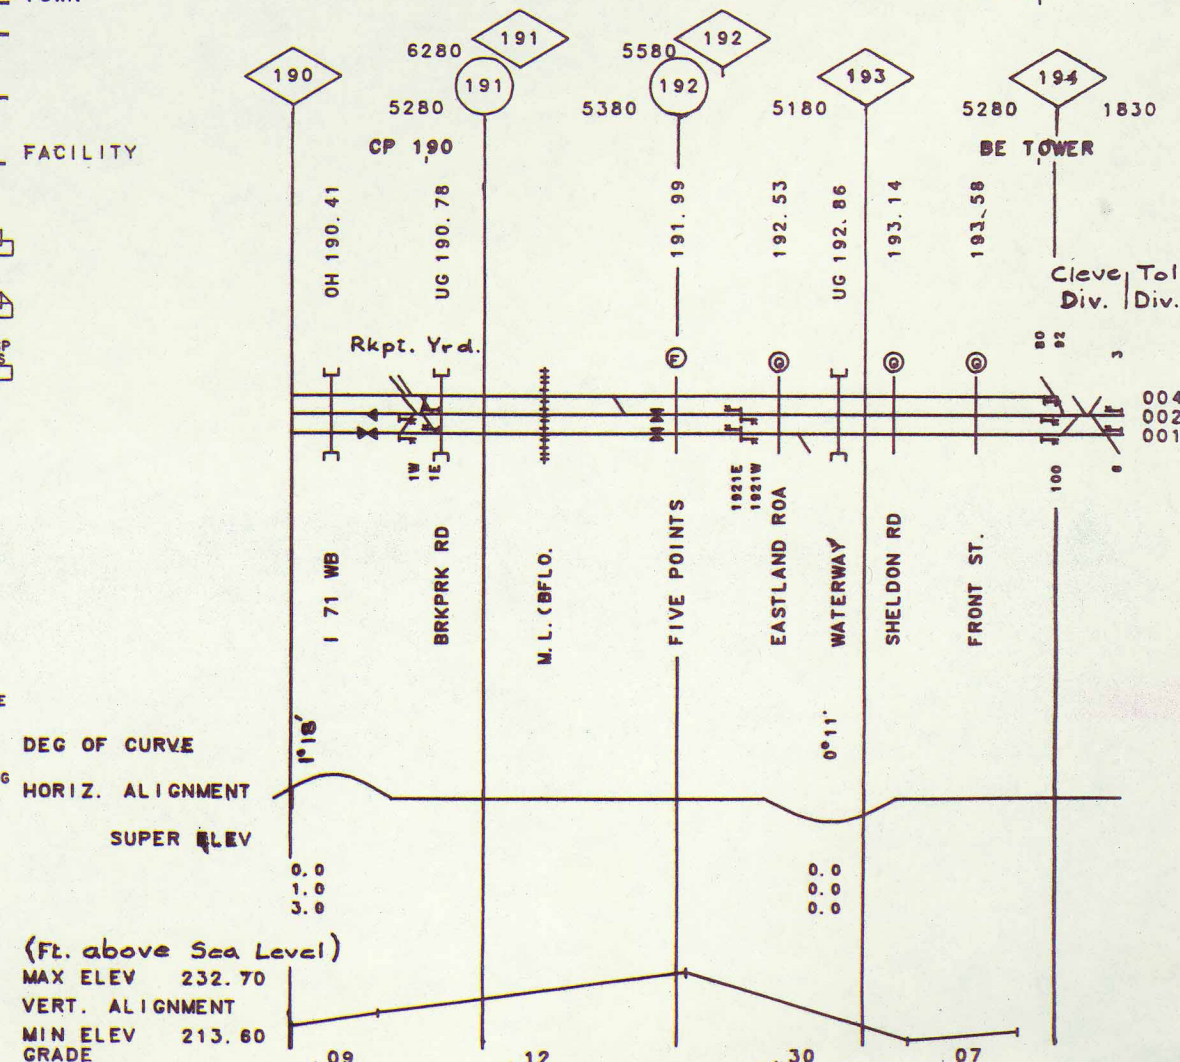 191 192
6280 5580
190 191 192 193 194
5280 5380 5180 5280 1830
FACILITY
CP 190
BE TOWER
OH 190.41
UG 190.78
191.99
192.53
UG 192.86
193.14
193.58
Cleve Tol
Div. Div.
Rkpt. Yrd.
80
92
3
F
004
002
001
1W
1E
1921E
1921W
100
8
I 71 WB
BRKPRK RD
M.L. (BFLO.
FIVE POINTS
EASTLAND ROA
WATERWAY
SHELDON RD
FRONT ST.
DEG OF CURVE
1°18'
0°11'
HORIZ. ALIGNMENT
SUPER ELEV
0.0 0.0
1.0 0.0
3.0 0.0
(Ft. above Sea Level)
MAX ELEV 232.70
VERT. ALIGNMENT
MIN ELEV 213.60
GRADE .09 .12 .30 .07